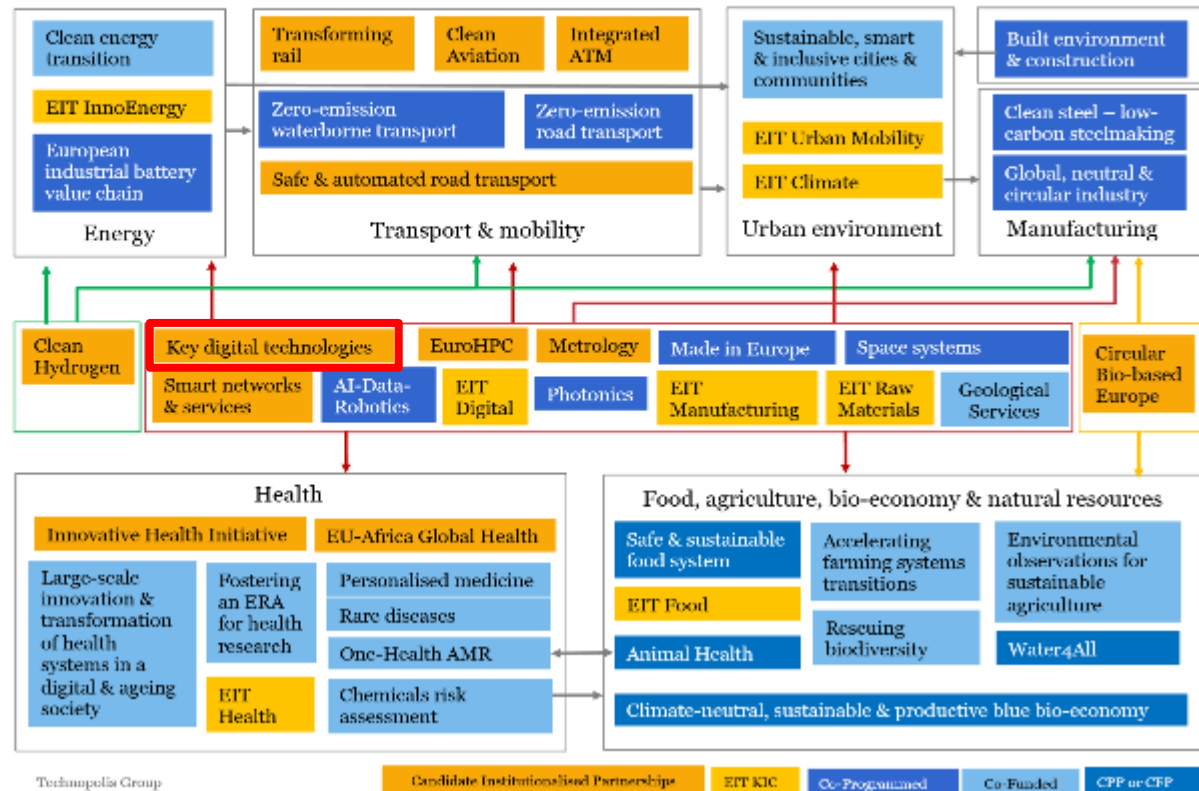 Clean energy
transition
EIT InnoEnergy
European
industrial battery
value chain
Energy
Transforming
rail
Clean
Aviation
Integrated
ATM
Zero-emission
waterborne transport
Zero-emission
road transport
Safe & automated road transport
Transport & mobility
Sustainable, smart
& inclusive cities &
communities
EIT Urban Mobility
EIT Climate
Urban environment
Built environment
& construction
Clean steel – low-
carbon steelmaking
Global, neutral &
circular industry
Manufacturing
Clean
Hydrogen
Key digital technologies
EuroHPC
Metrology
Made in Europe
Space systems
Smart networks
& services
AI-Data-
Robotics
EIT
Digital
Photonics
EIT
Manufacturing
EIT Raw
Materials
Geological
Services
Circular
Bio-based
Europe
Health
Innovative Health Initiative
EU-Africa Global Health
Large-scale
innovation &
transformation
of health
systems in a
digital & ageing
society
Fostering
an ERA
for health
research
EIT
Health
Personalised medicine
Rare diseases
One-Health AMR
Chemicals risk
assessment
Food, agriculture, bio-economy & natural resources
Safe & sustainable
food system
EIT Food
Animal Health
Accelerating
farming systems
transitions
Rescuing
biodiversity
Environmental
observations for
sustainable
agriculture
Water4All
Climate-neutral, sustainable & productive blue bio-economy
Technopolis Group
Candidate Institutionalised Partnerships
EIT KIC
Co-Programmed
Co-Funded
CPP or CFP